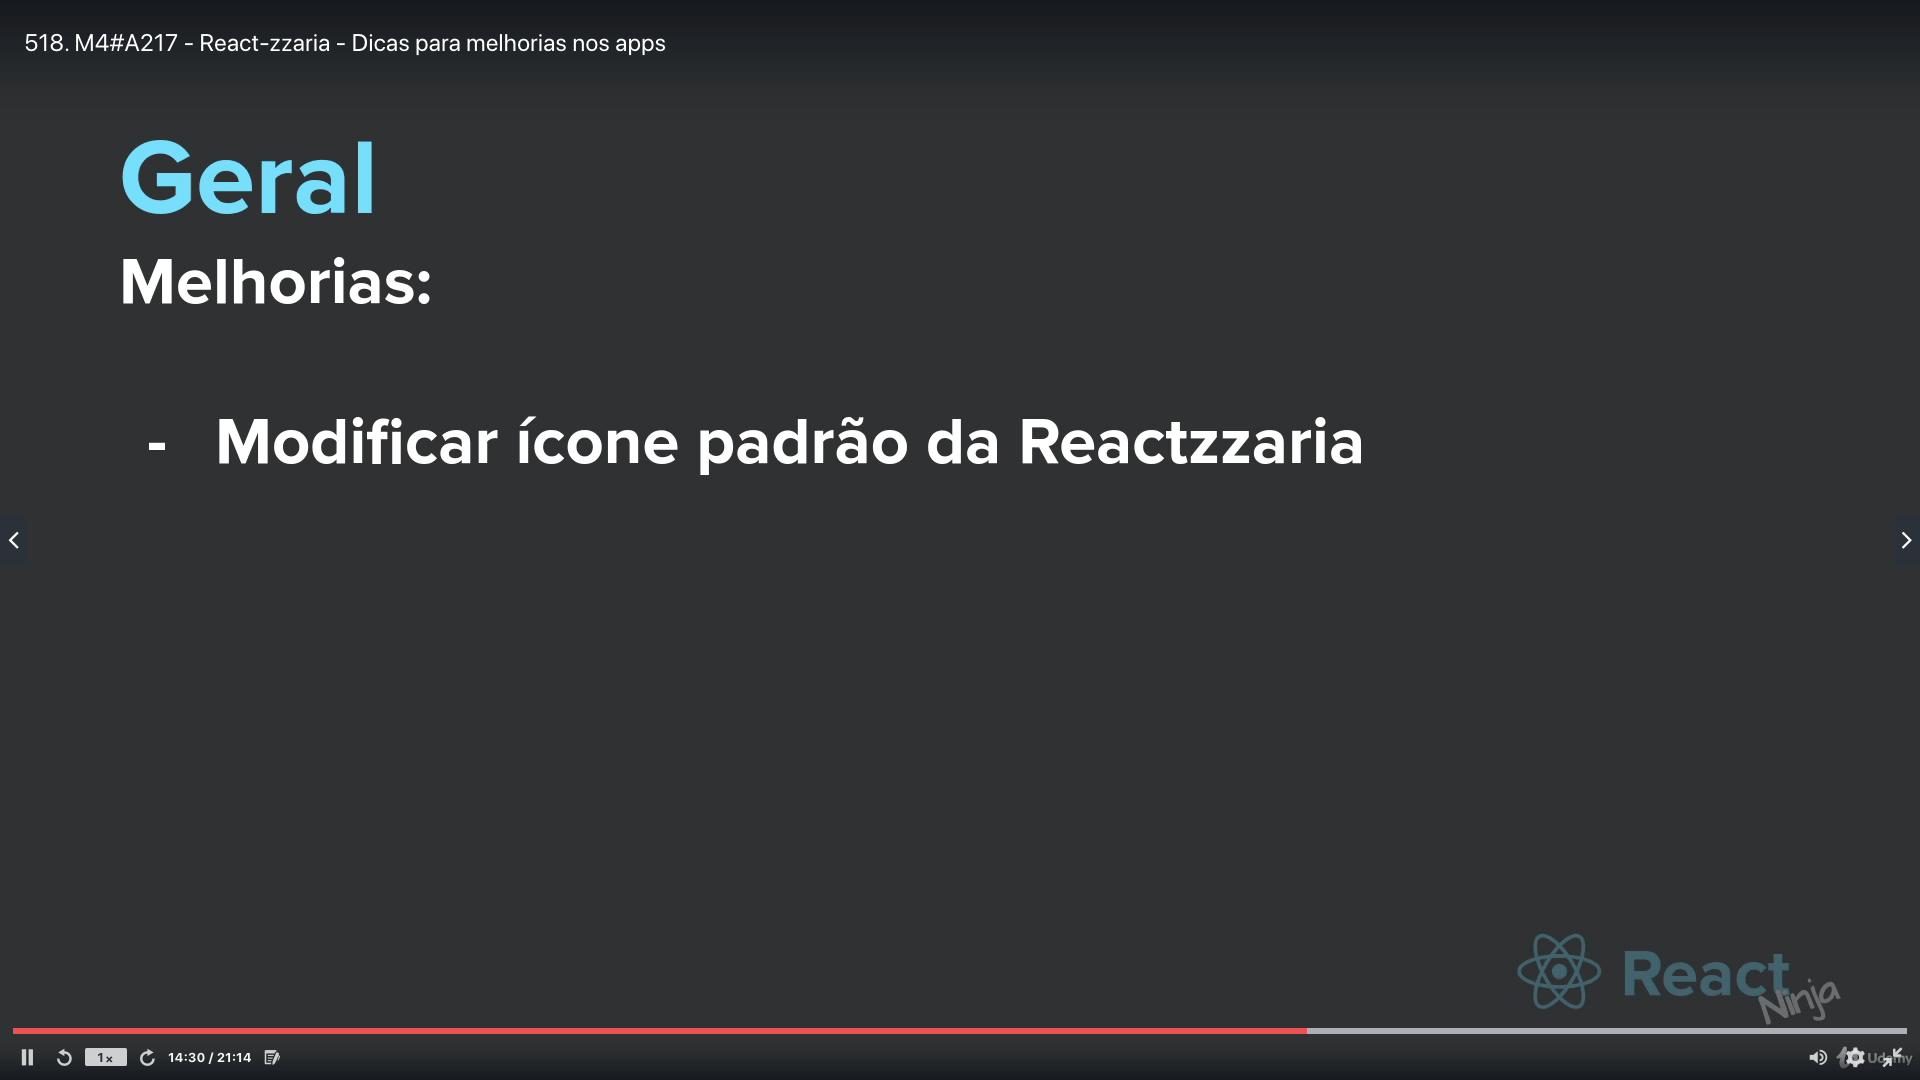 518. M4#A217 - React-zzaria - Dicas para melhorias nos apps
Geral
Melhorias:
- Modificar ícone padrão da Reactzzaria
React
Ninja
1x
14:30 / 21:14
Udemy